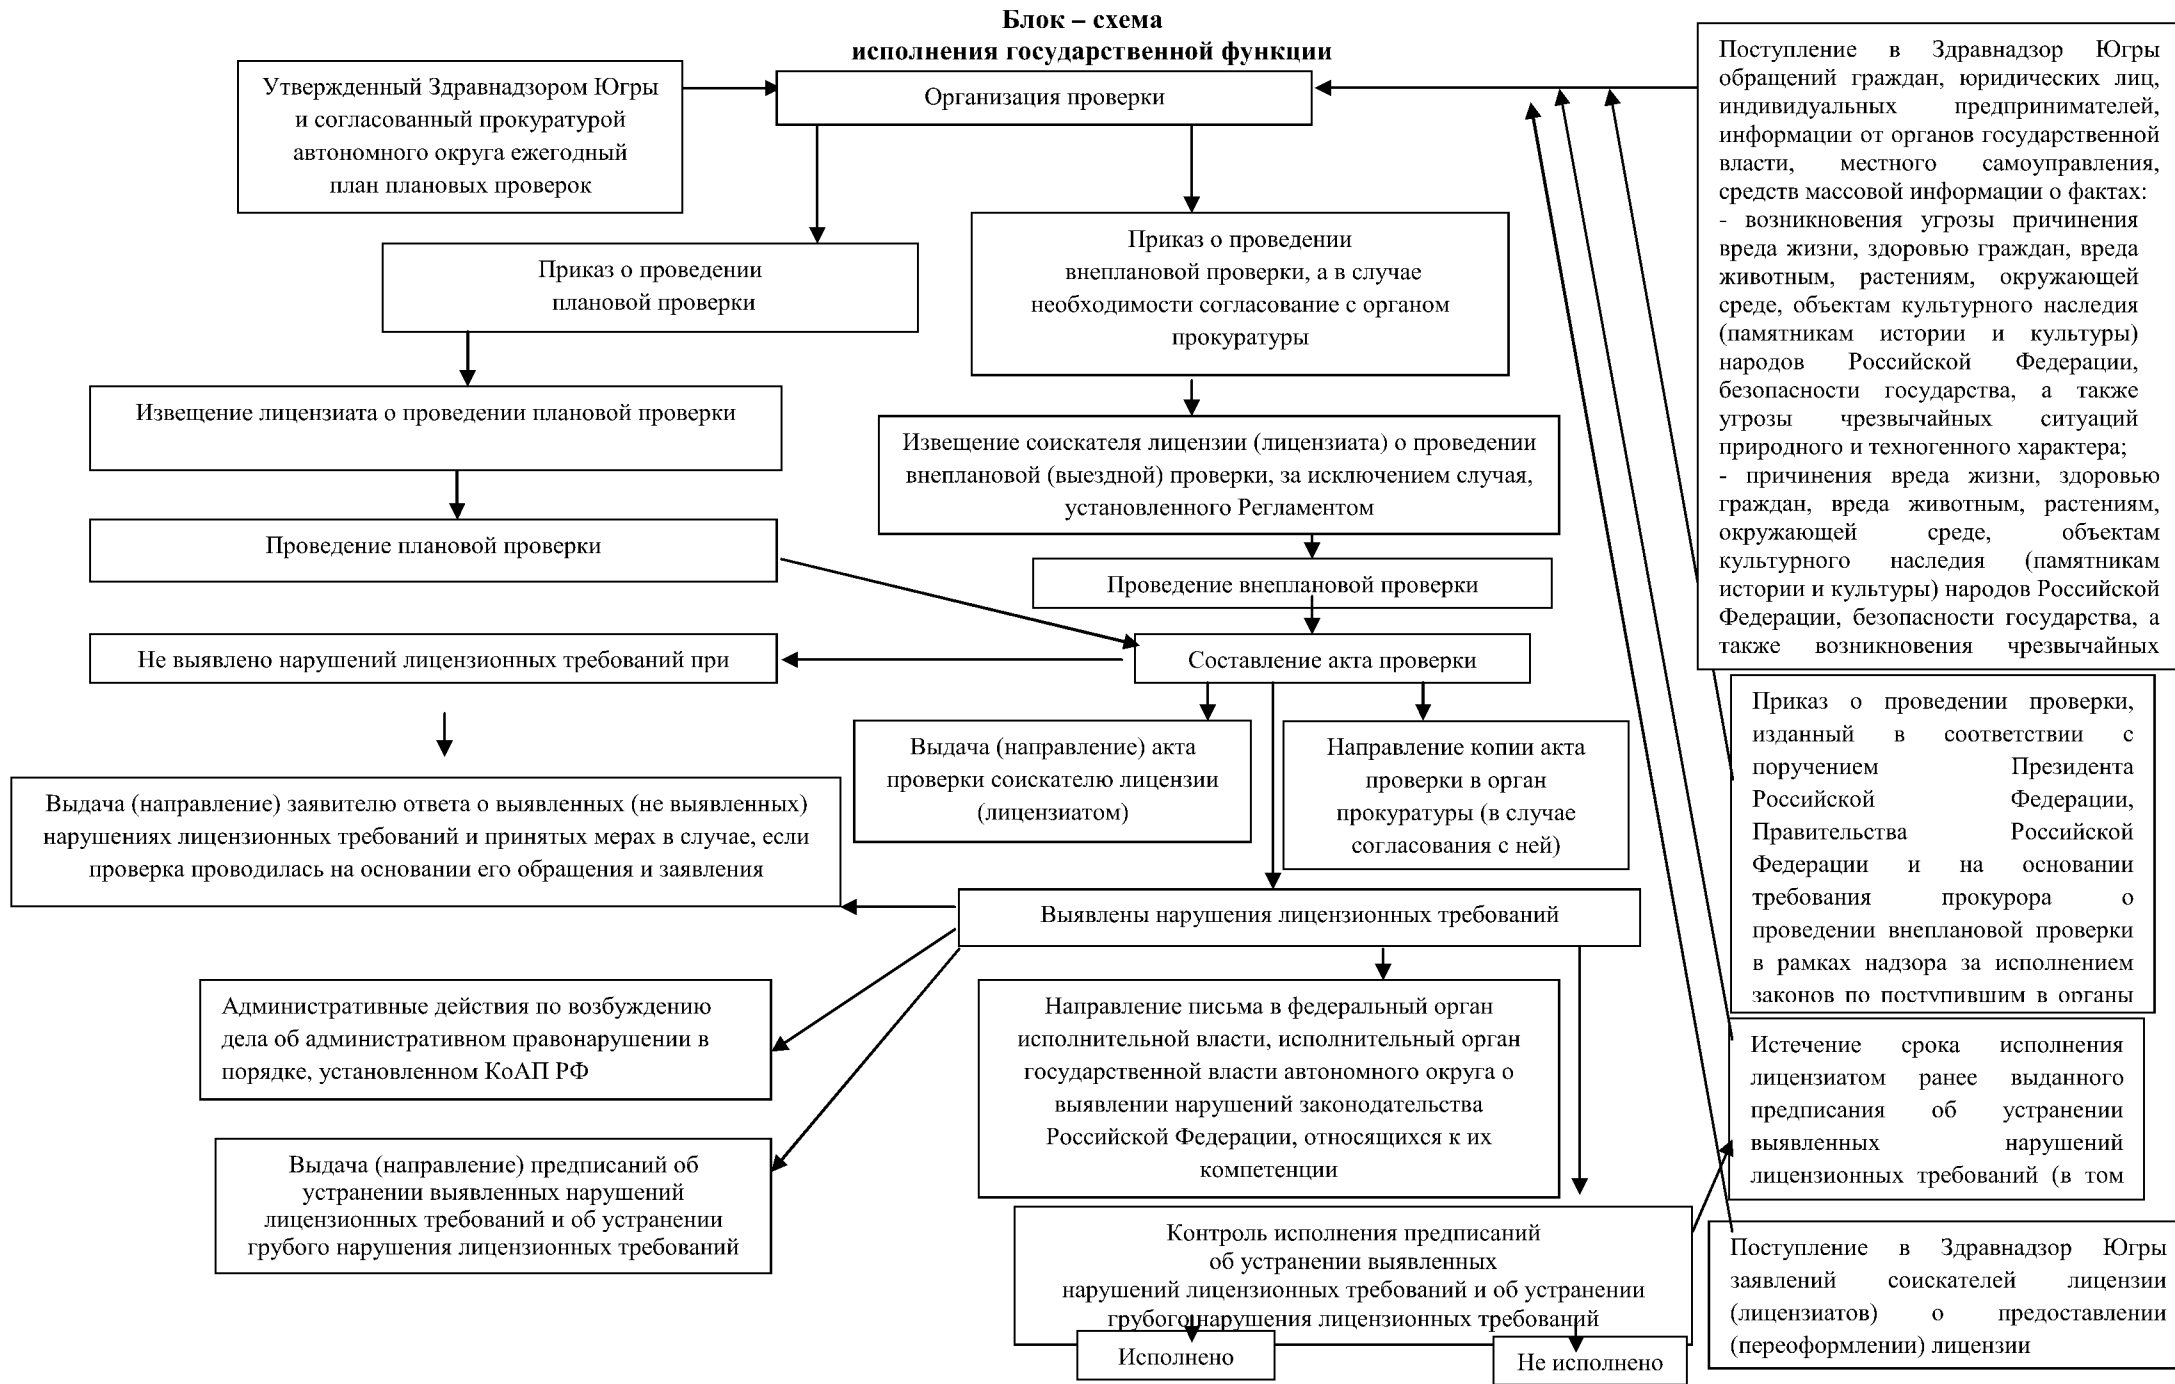 Блок – схема
исполнения государственной функции
Утвержденный Здравнадзором Югры
и согласованный прокуратурой
автономного округа ежегодный
план плановых проверок
Организация проверки
Поступление в Здравнадзор Югры
обращений граждан, юридических лиц,
индивидуальных предпринимателей,
информации от органов государственной
власти, местного самоуправления,
средств массовой информации о фактах:
- возникновения угрозы причинения
вреда жизни, здоровью граждан, вреда
животным, растениям, окружающей
среде, объектам культурного наследия
(памятникам истории и культуры)
народов Российской Федерации,
безопасности государства, а также
угрозы чрезвычайных ситуаций
природного и техногенного характера;
- причинения вреда жизни, здоровью
граждан, вреда животным, растениям,
окружающей среде, объектам
культурного наследия (памятникам
истории и культуры) народов Российской
Федерации, безопасности государства, а
также возникновения чрезвычайных
Приказ о проведении
плановой проверки
Приказ о проведении
внеплановой проверки, а в случае
необходимости согласование с органом
прокуратуры
Извещение лицензиата о проведении плановой проверки
Извещение соискателя лицензии (лицензиата) о проведении
внеплановой (выездной) проверки, за исключением случая,
установленного Регламентом
Проведение плановой проверки
Проведение внеплановой проверки
Не выявлено нарушений лицензионных требований при
Составление акта проверки
Выдача (направление) акта
проверки соискателю лицензии
(лицензиатом)
Направление копии акта
проверки в орган
прокуратуры (в случае
согласования с ней)
Приказ о проведении проверки,
изданный в соответствии с
поручением Президента
Российской Федерации,
Правительства Российской
Федерации и на основании
требования прокурора о
проведении внеплановой проверки
в рамках надзора за исполнением
законов по поступившим в органы
Выдача (направление) заявителю ответа о выявленных (не выявленных)
нарушениях лицензионных требований и принятых мерах в случае, если
проверка проводилась на основании его обращения и заявления
Выявлены нарушения лицензионных требований
Административные действия по возбуждению
дела об административном правонарушении в
порядке, установленном КоАП РФ
Направление письма в федеральный орган
исполнительной власти, исполнительный орган
государственной власти автономного округа о
выявлении нарушений законодательства
Российской Федерации, относящихся к их
компетенции
Истечение срока исполнения
лицензиатом ранее выданного
предписания об устранении
выявленных нарушений
лицензионных требований (в том
Выдача (направление) предписаний об
устранении выявленных нарушений
лицензионных требований и об устранении
грубого нарушения лицензионных требований
Контроль исполнения предписаний
об устранении выявленных
нарушений лицензионных требований и об устранении
грубого нарушения лицензионных требований
Поступление в Здравнадзор Югры
заявлений соискателей лицензии
(лицензиатов) о предоставлении
(переоформлении) лицензии
Исполнено
Не исполнено